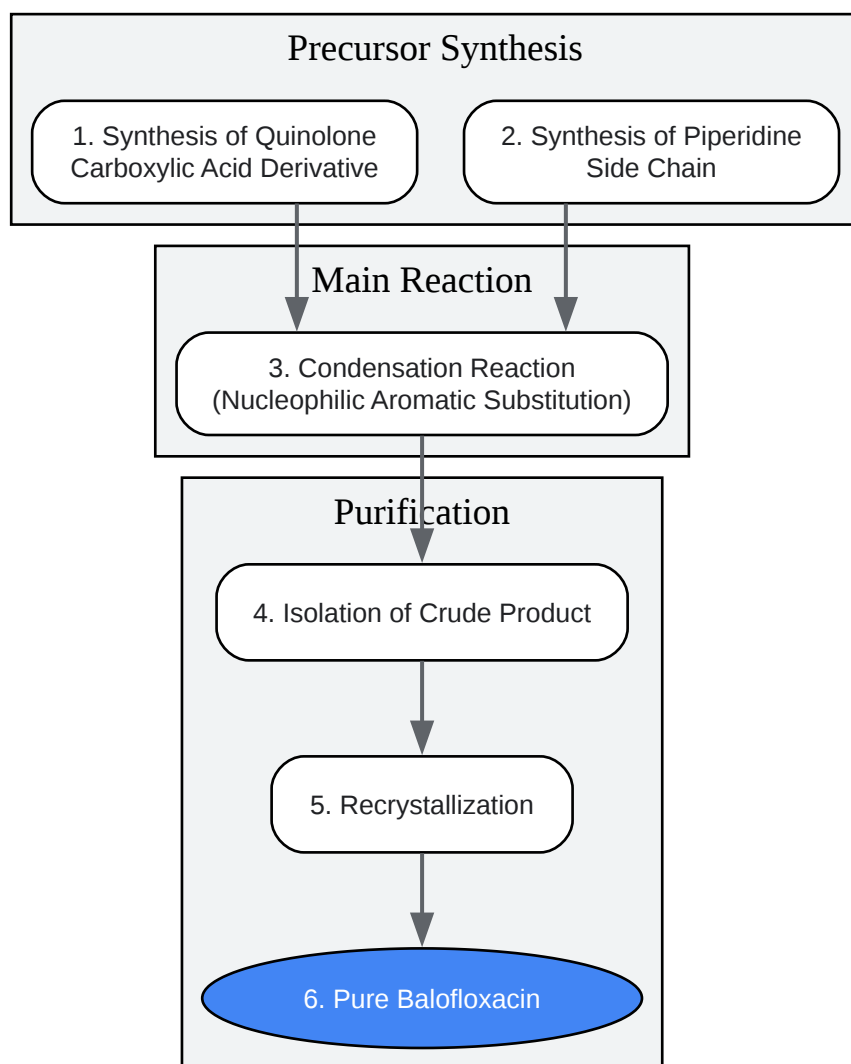 Precursor Synthesis
1. Synthesis of Quinolone
Carboxylic Acid Derivative
2. Synthesis of Piperidine
Side Chain
Main Reaction
3. Condensation Reaction
(Nucleophilic Aromatic Substitution)
Purification
4. Isolation of Crude Product
5. Recrystallization
6. Pure Balofloxacin